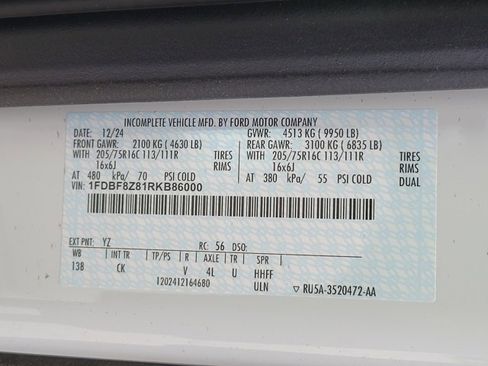 INCOMPLETE VEHICLE MFD. BY FORD MOTOR COMPANY
DATE: 12/24 GVWR: 4513 KG ( 9950 LB)
FRONT GAWR: 2100 KG ( 4630 LB) REAR GAWR: 3100 KG ( 6835 LB)
WITH 205/75R16C 113/111R TIRES WITH 205/75R16C 113/111R TIRES
16x6J RIMS 16x6J RIMS
AT 480 kPa/ 70 PSI COLD AT 380 kPa/ 55 PSI COLD DUAL
VIN: 1FDBF8Z81RKB86000
EXT PNT: YZ RC: 56 DSO:
WB INT TR TP/PS R AXLE TR SPR
138 CK V 4L U HHFF
1202412164680 ULN ▽ RU5A-3520472-AA